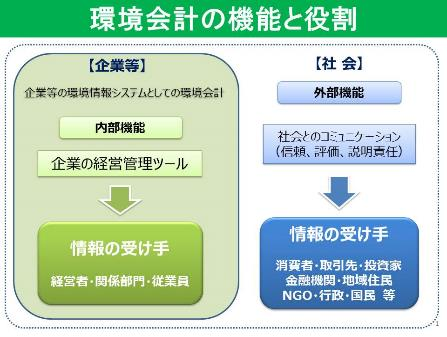 環境会計の機能と役割
【企業等】
企業等の環境情報システムとしての環境会計
内部機能
企業の経営管理ツール
情報の受け手
経営者・関係部門・従業員
【社 会】
外部機能
社会とのコミュニケーション
（信頼、評価、説明責任）
情報の受け手
消費者・取引先・投資家
金融機関・地域住民
NGO・行政・国民 等
1